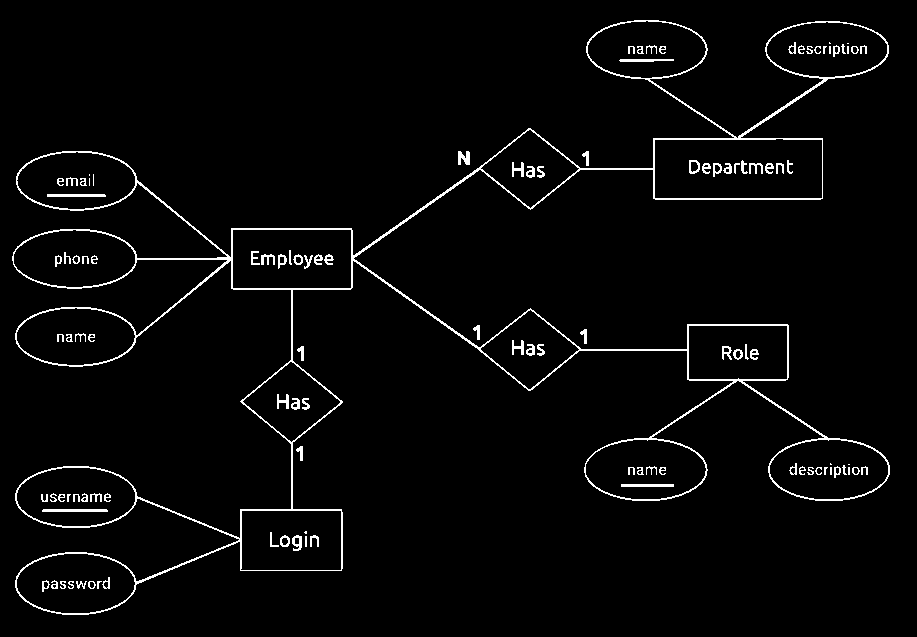 name
description
N
Has
1
Department
email
phone
name
Employee
1
Has
1
Role
name
description
1
Has
1
username
password
Login